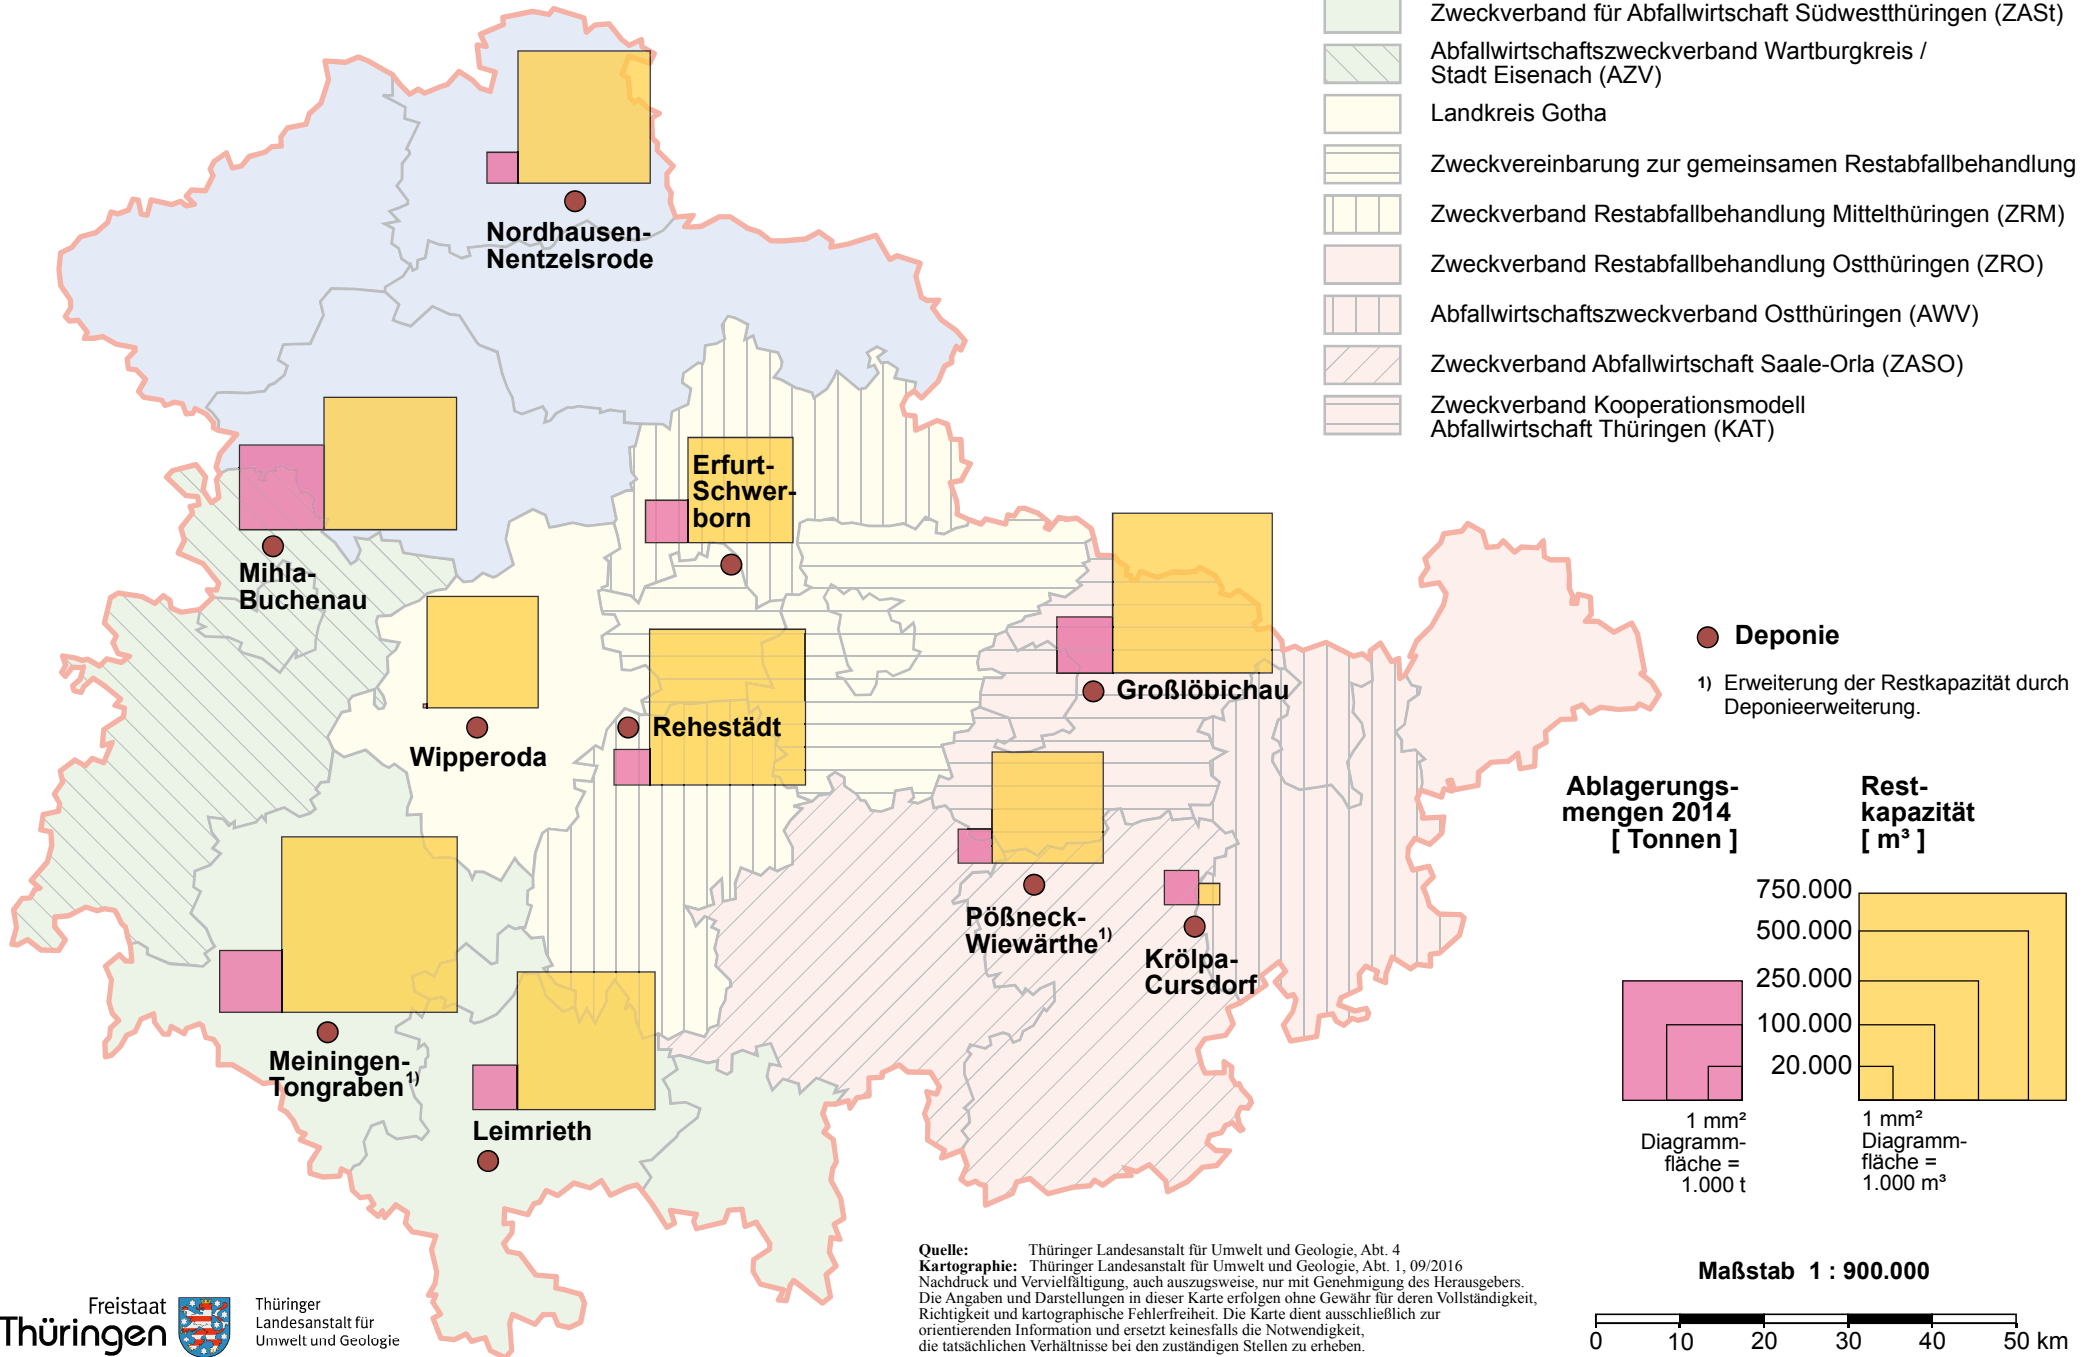 Zweckverband für Abfallwirtschaft Südwestthüringen (ZASt)
Abfallwirtschaftszweckverband Wartburgkreis /
Stadt Eisenach (AZV)
Landkreis Gotha
Zweckvereinbarung zur gemeinsamen Restabfallbehandlung
Zweckverband Restabfallbehandlung Mittelthüringen (ZRM)
Zweckverband Restabfallbehandlung Ostthüringen (ZRO)
Abfallwirtschaftszweckverband Ostthüringen (AWV)
Zweckverband Abfallwirtschaft Saale-Orla (ZASO)
Zweckverband Kooperationsmodell
Abfallwirtschaft Thüringen (KAT)
Nordhausen-
Nentzelsrode
Erfurt-
Schwer-
born
Mihla-
Buchenau
Wipperoda
Rehestädt
Großlöbichau
Pößneck-
Wiewärthe 1)
Krölpa-
Cursdorf
Meiningen-
Tongraben 1)
Leimrieth
Deponie
1) Erweiterung der Restkapazität durch
Deponieerweiterung.
Ablagerungs-
mengen 2014
[ Tonnen ]
Rest-
kapazität
[ m³ ]
750.000
500.000
250.000
100.000
20.000
1 mm²
Diagramm-
fläche =
1.000 t
1 mm²
Diagramm-
fläche =
1.000 m³
Maßstab 1 : 900.000
0 10 20 30 40 50 km
Quelle: Thüringer Landesanstalt für Umwelt und Geologie, Abt. 4
Kartographie: Thüringer Landesanstalt für Umwelt und Geologie, Abt. 1, 09/2016
Nachdruck und Vervielfältigung, auch auszugsweise, nur mit Genehmigung des Herausgebers.
Die Angaben und Darstellungen in dieser Karte erfolgen ohne Gewähr für deren Vollständigkeit,
Richtigkeit und kartographische Fehlerfreiheit. Die Karte dient ausschließlich zur
orientierenden Information und ersetzt keinesfalls die Notwendigkeit,
die tatsächlichen Verhältnisse bei den zuständigen Stellen zu erheben.
Freistaat
Thüringen
Thüringer
Landesanstalt für
Umwelt und Geologie